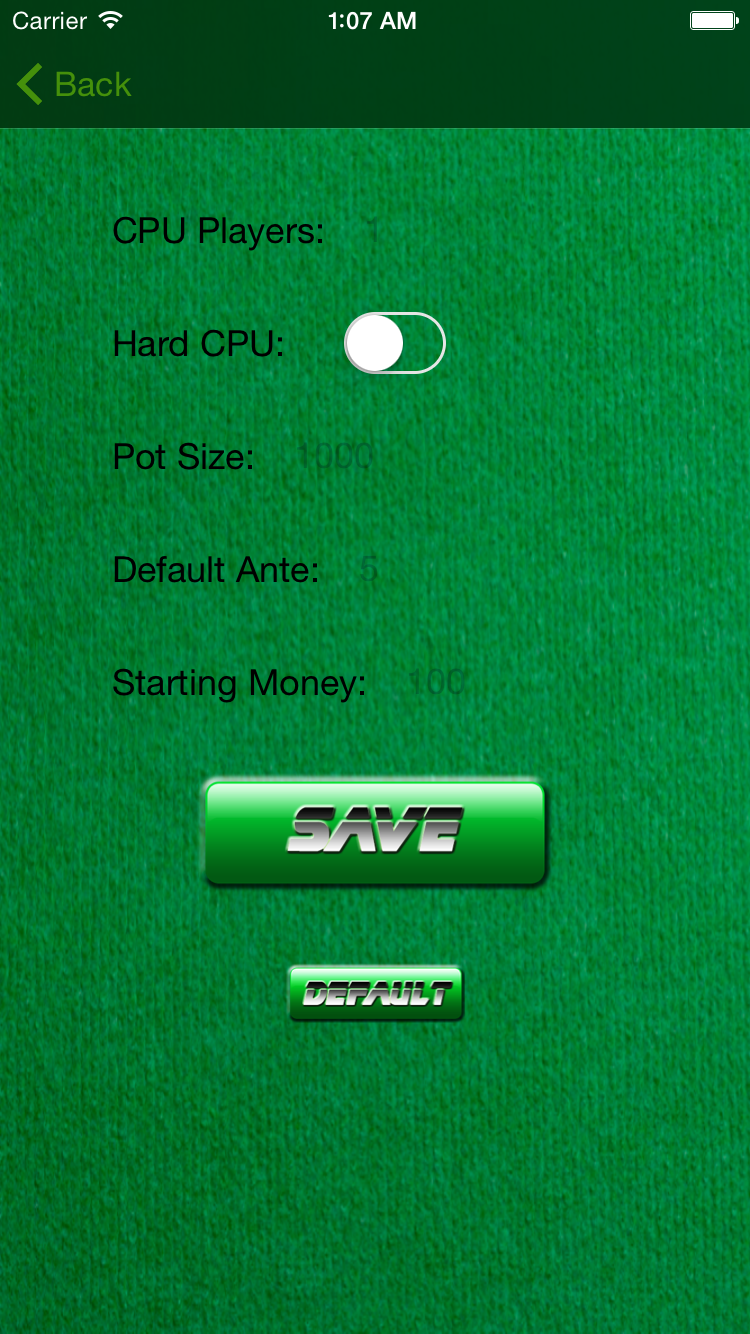 Carrier 1:07 AM
Back
CPU Players: 1
Hard CPU:
Pot Size: 1000
Default Ante: 5
Starting Money: 100
SAVE
DEFAULT